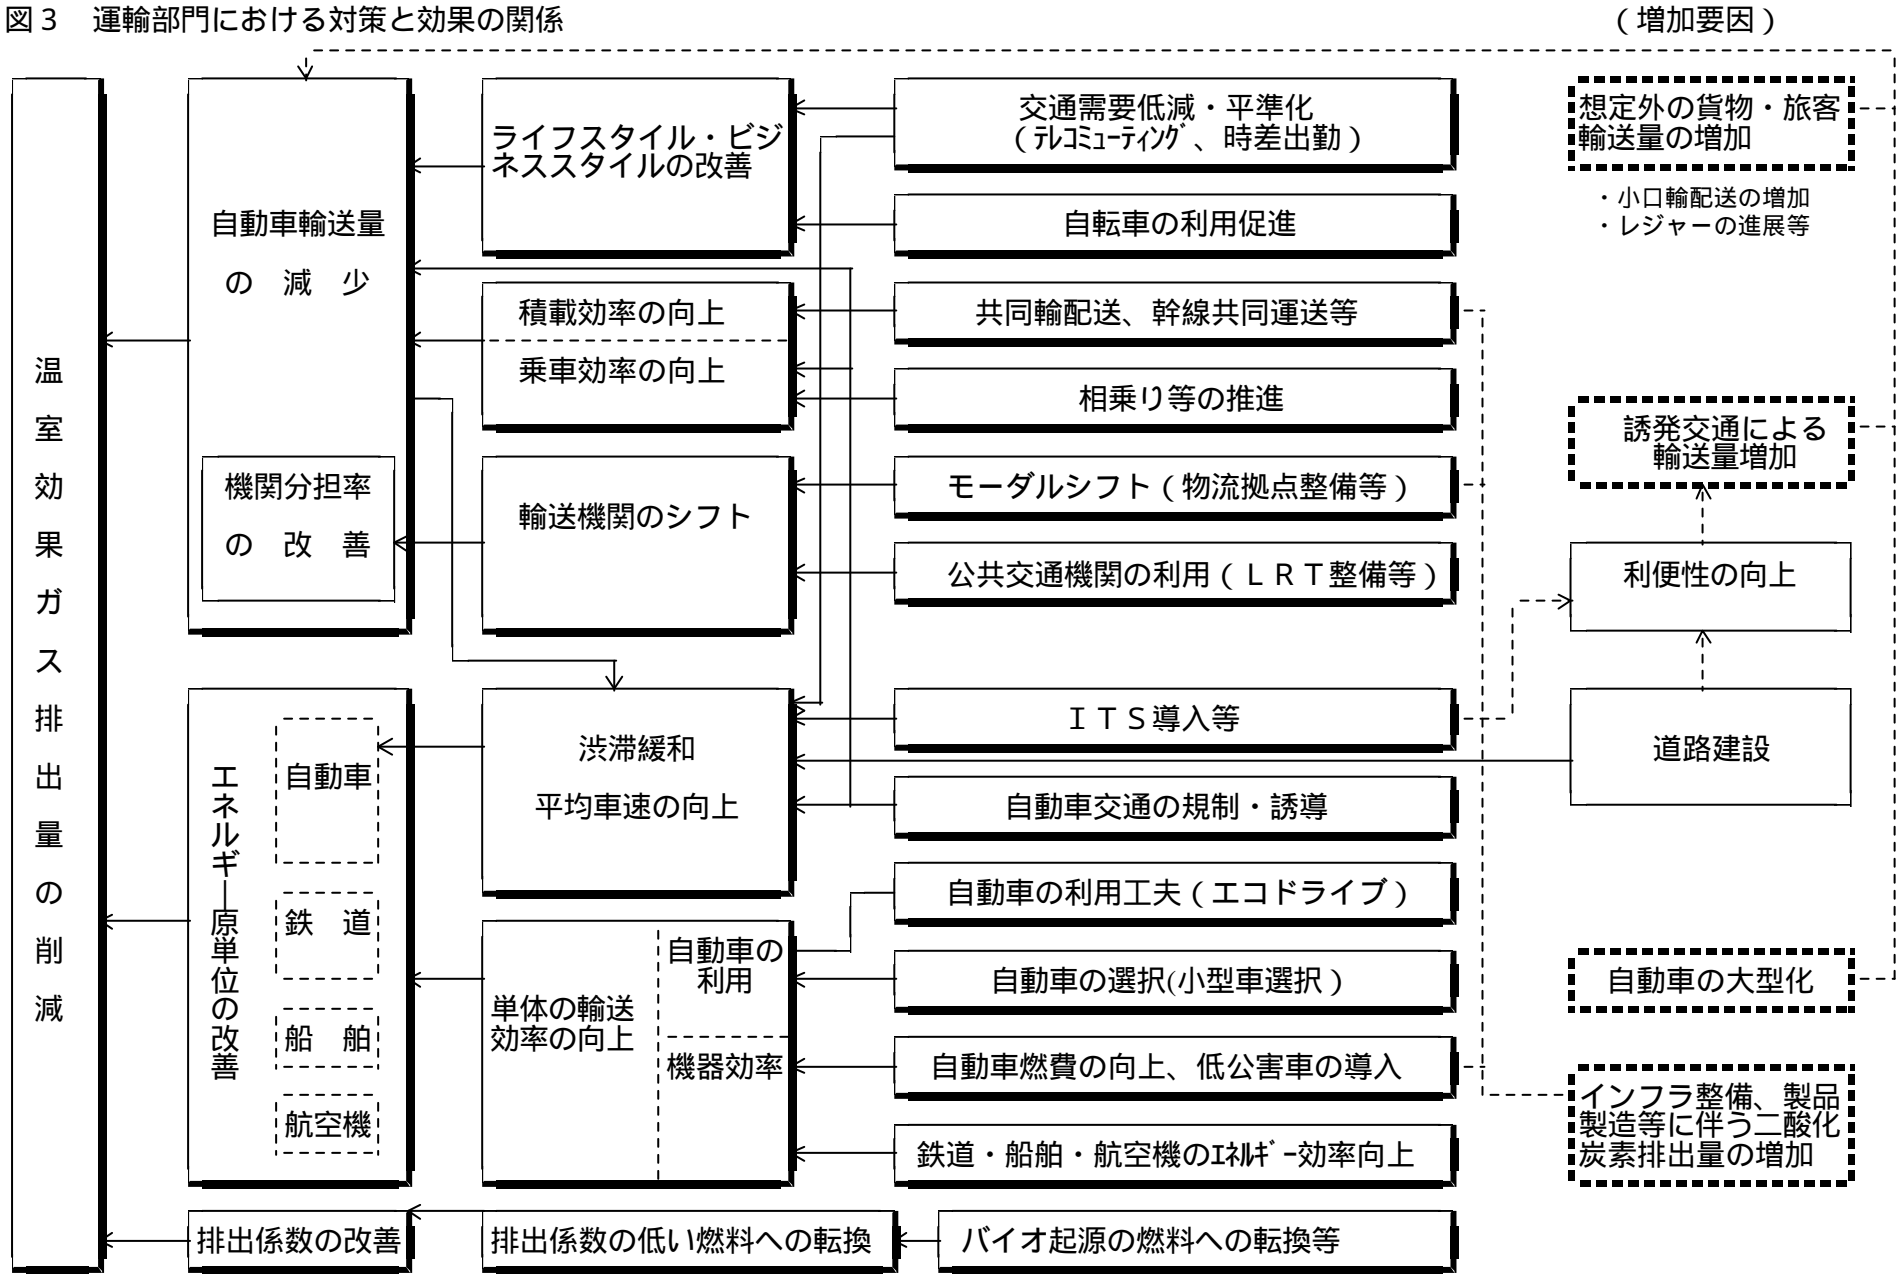 図3　運輸部門における対策と効果の関係
(増加要因)
温室効果ガス排出量の削減
自動車輸送量
の　減　少
機関分担率
の　改　善
エネルギー原単位の改善
自動車
鉄　道
船　舶
航空機
排出係数の改善
ライフスタイル・ビジ
ネススタイルの改善
積載効率の向上
乗車効率の向上
輸送機関のシフト
渋滞緩和
平均車速の向上
単体の輸送
効率の向上
自動車の
利用
機器効率
排出係数の低い燃料への転換
交通需要低減・平準化
(テレコミューティング、時差出勤)
自転車の利用促進
共同輸配送、幹線共同運送等
相乗り等の推進
モーダルシフト(物流拠点整備等)
公共交通機関の利用(LRT整備等)
ITS導入等
自動車交通の規制・誘導
自動車の利用工夫(エコドライブ)
自動車の選択(小型車選択)
自動車燃費の向上、低公害車の導入
鉄道・船舶・航空機のエネルギー効率向上
バイオ起源の燃料への転換等
想定外の貨物・旅客
輸送量の増加
・小口輸配送の増加
・レジャーの進展等
誘発交通による
輸送量増加
利便性の向上
道路建設
自動車の大型化
インフラ整備、製品
製造等に伴う二酸化
炭素排出量の増加